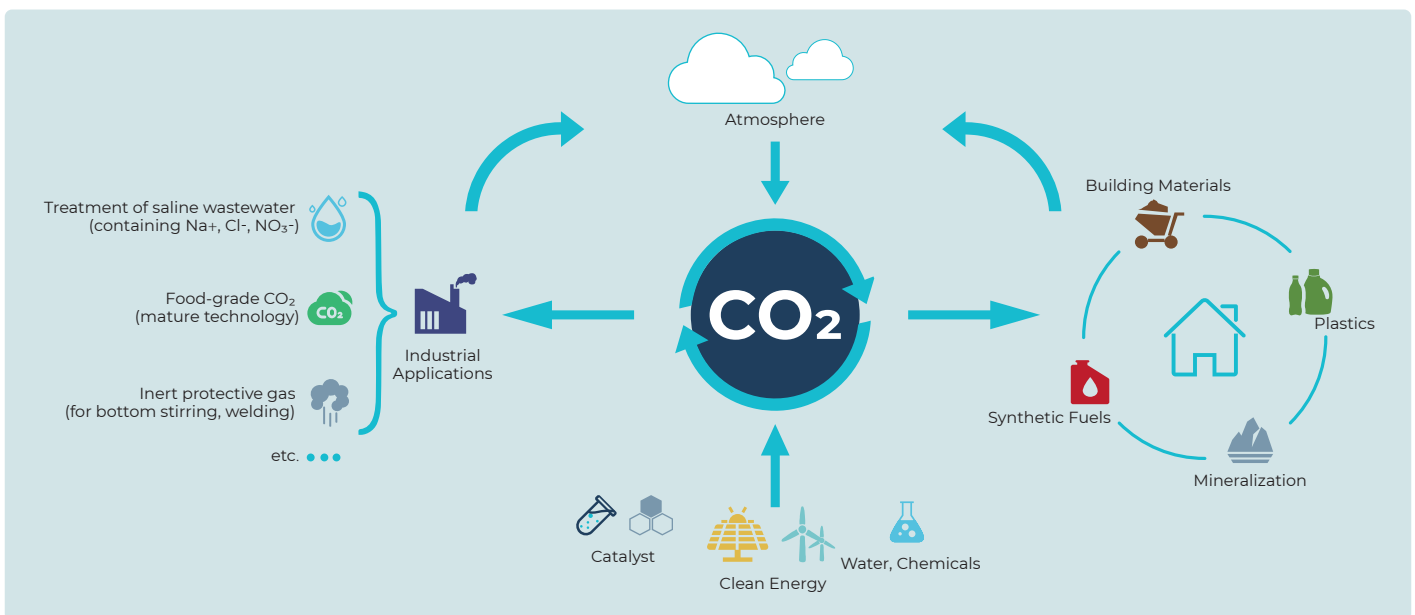 Atmosphere
Treatment of saline wastewater
(containing Na+, Cl-, NO₃-)
Food-grade CO₂
(mature technology)
CO₂
Inert protective gas
(for bottom stirring, welding)
etc.
Industrial
Applications
CO₂
Building Materials
Plastics
Synthetic Fuels
Mineralization
Catalyst
Clean Energy
Water, Chemicals